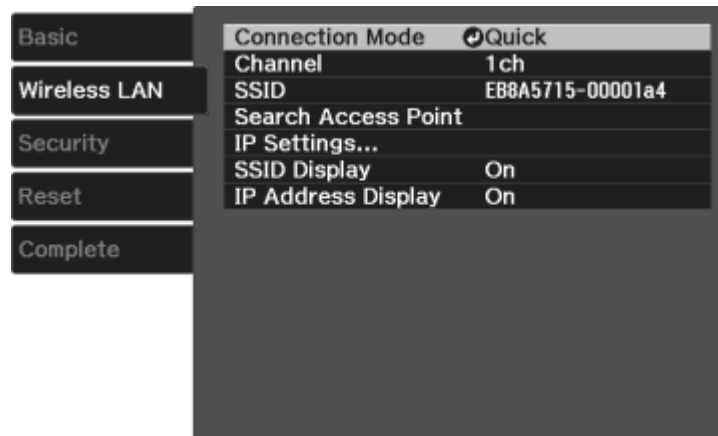 Basic
Wireless LAN
Security
Reset
Complete
Connection Mode Quick
Channel 1ch
SSID EB8A5715-00001a4
Search Access Point
IP Settings...
SSID Display On
IP Address Display On